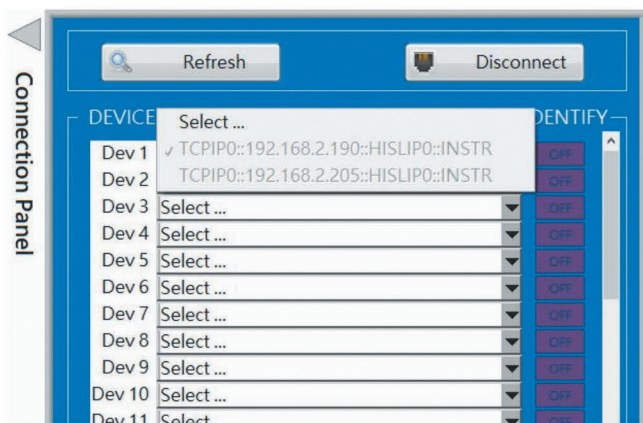 Connection Panel
Refresh
Disconnect
DEVICE
DENTIFY
Select ...
Dev 1 ✓ TCPIP0::192.168.2.190::HISLIP0::INSTR OFF
Dev 2 TCPIP0::192.168.2.205::HISLIP0::INSTR OFF
Dev 3 Select ... OFF
Dev 4 Select ... OFF
Dev 5 Select ... OFF
Dev 6 Select ... OFF
Dev 7 Select ... OFF
Dev 8 Select ... OFF
Dev 9 Select ... OFF
Dev 10 Select ... OFF
Dev 11 Select